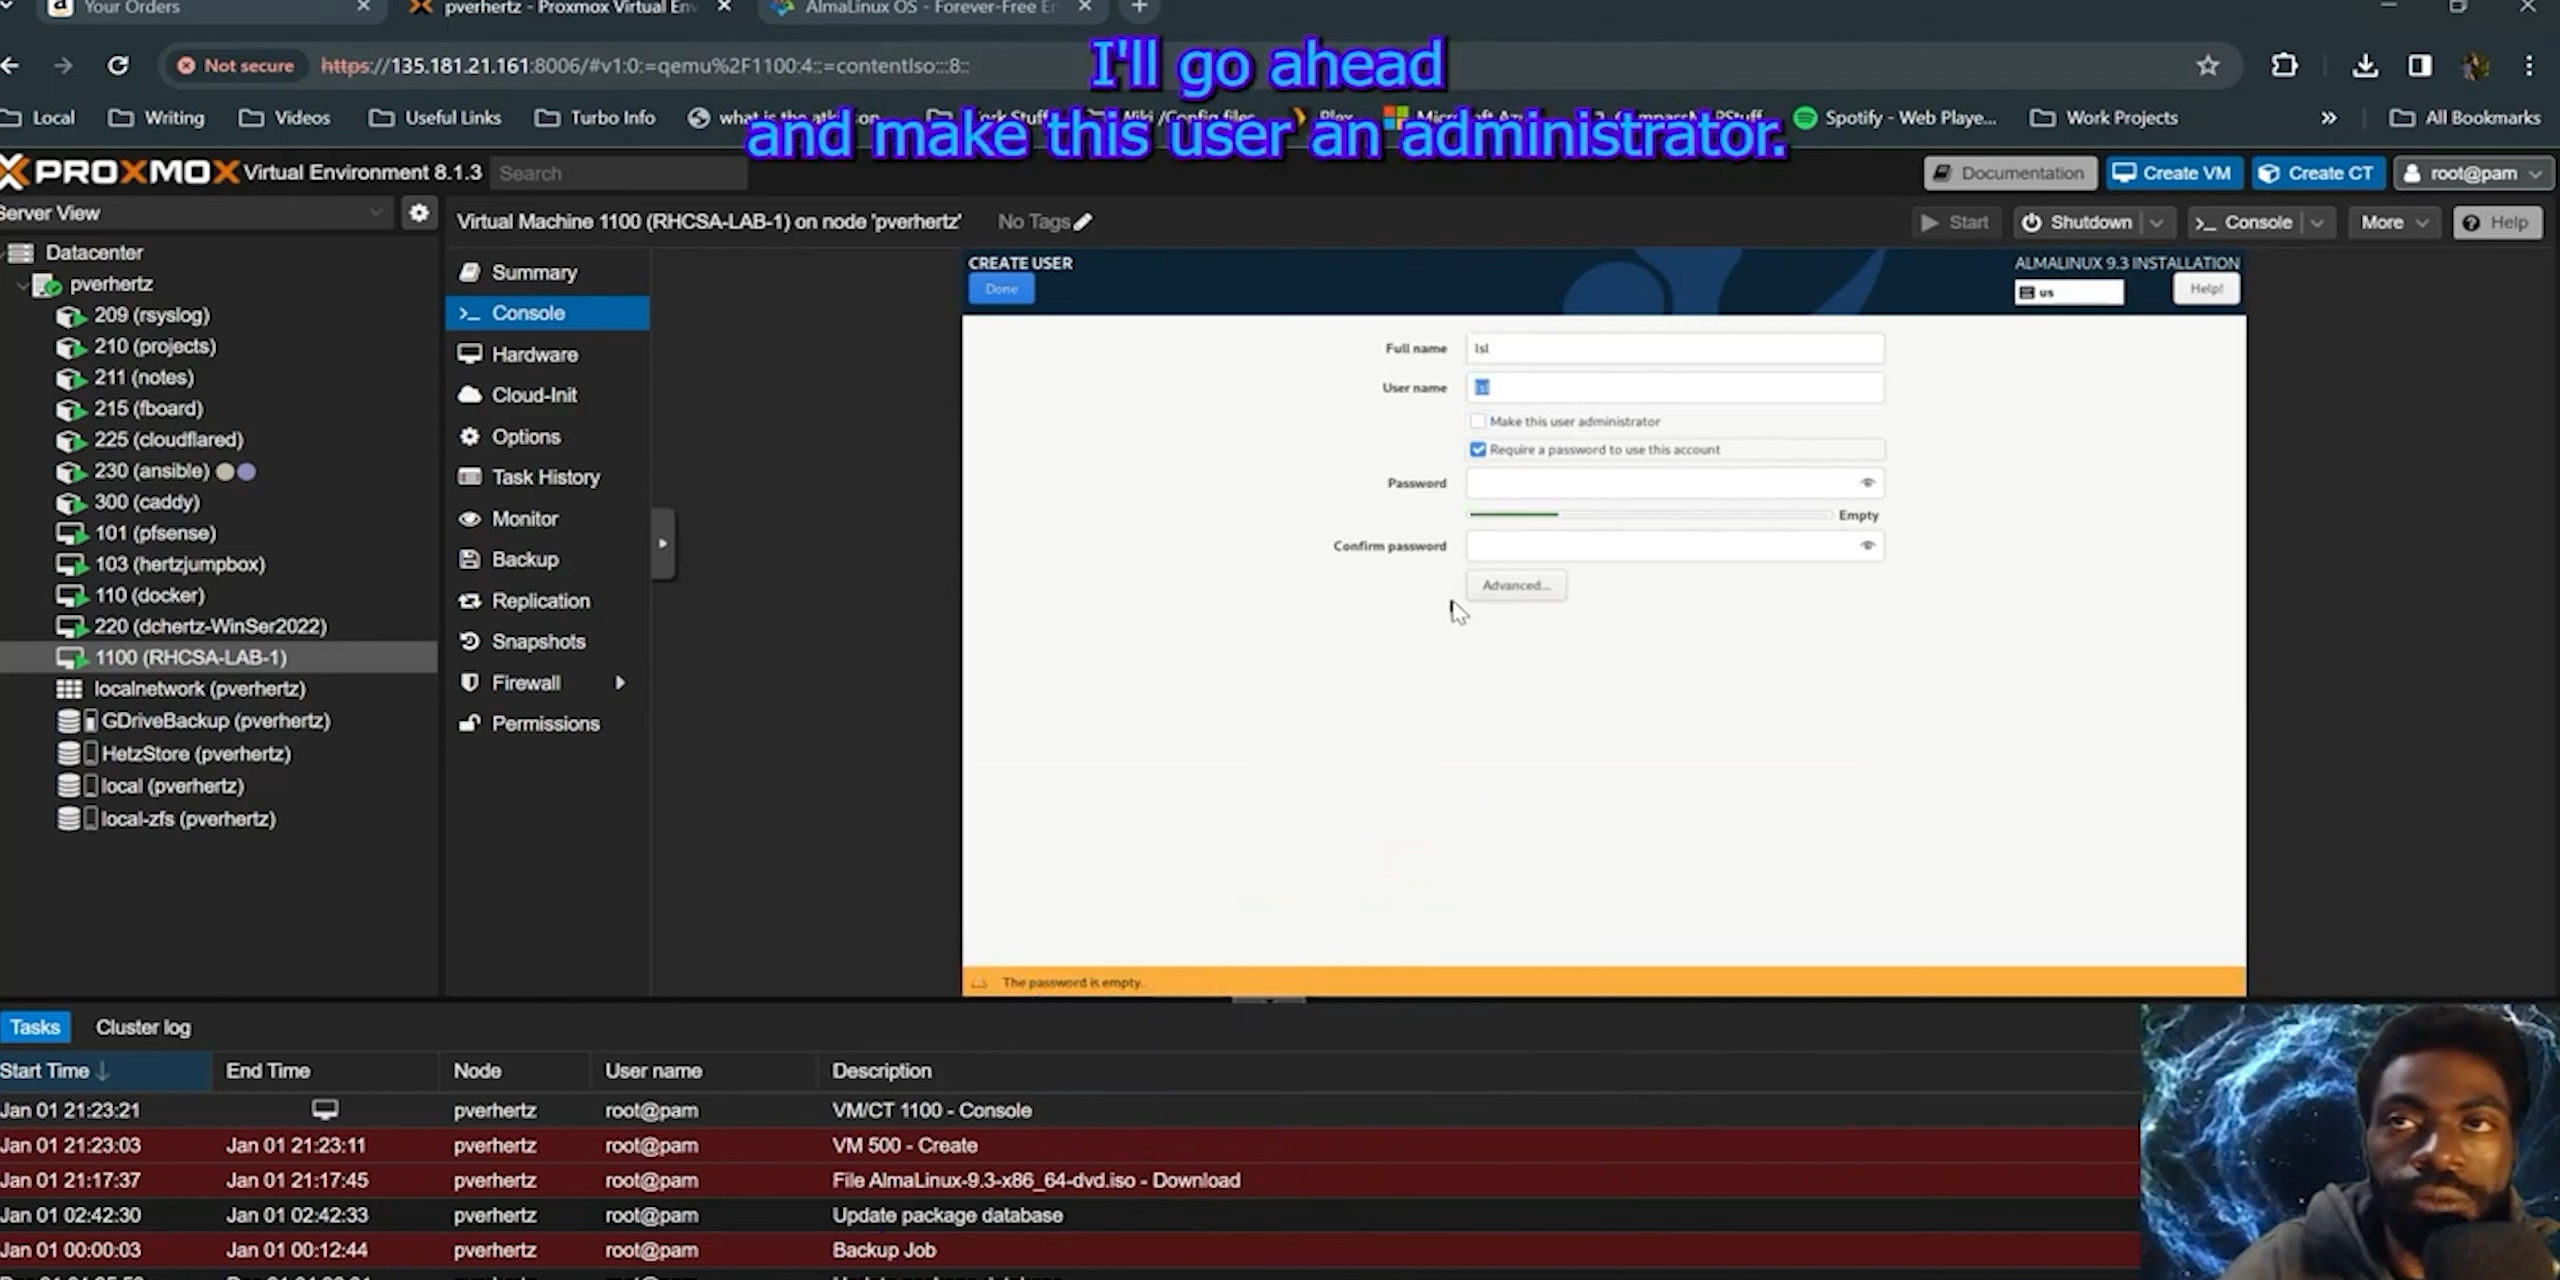 Your Orders
pverhertz - Proxmox Virtual Env
AlmaLinux OS - Forever-Free En
Not secure
https://135.181.21.161:8006/#v1:0:=qemu%2F1100:4::=contentIso:::8::
I'll go ahead
and make this user an administrator.
Local
Writing
Videos
Useful Links
Turbo Info
Spotify - Web Playe...
Work Projects
All Bookmarks
PROXMOX Virtual Environment 8.1.3
Search
Documentation
Create VM
Create CT
root@pam
Server View
Virtual Machine 1100 (RHCSA-LAB-1) on node 'pverhertz'
No Tags
Start
Shutdown
Console
More
Help
Datacenter
pverhertz
209 (rsyslog)
210 (projects)
211 (notes)
215 (fboard)
225 (cloudflared)
230 (ansible)
300 (caddy)
101 (pfsense)
103 (hertzjumpbox)
110 (docker)
220 (dchertz-WinSer2022)
1100 (RHCSA-LAB-1)
localnetwork (pverhertz)
GDriveBackup (pverhertz)
HetzStore (pverhertz)
local (pverhertz)
local-zfs (pverhertz)
Summary
Console
Hardware
Cloud-Init
Options
Task History
Monitor
Backup
Replication
Snapshots
Firewall
Permissions
CREATE USER
Done
ALMALINUX 9.3 INSTALLATION
us
Help!
Full name
lsl
User name
lsl
Make this user administrator
Require a password to use this account
Password
Empty
Confirm password
Advanced...
The password is empty.
Tasks
Cluster log
Start Time
End Time
Node
User name
Description
Jan 01 21:23:21 pverhertz root@pam VM/CT 1100 - Console
Jan 01 21:23:03 Jan 01 21:23:11 pverhertz root@pam VM 500 - Create
Jan 01 21:17:37 Jan 01 21:17:45 pverhertz root@pam File AlmaLinux-9.3-x86_64-dvd.iso - Download
Jan 01 02:42:30 Jan 01 02:42:33 pverhertz root@pam Update package database
Jan 01 00:00:03 Jan 01 00:12:44 pverhertz root@pam Backup Job